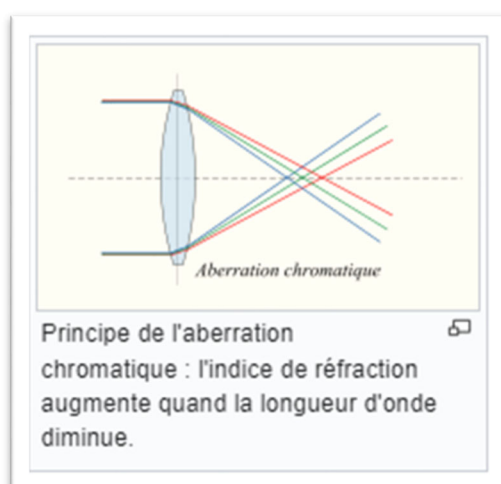 Aberration chromatique
Principe de l'aberration
chromatique : l'indice de réfraction
augmente quand la longueur d'onde
diminue.